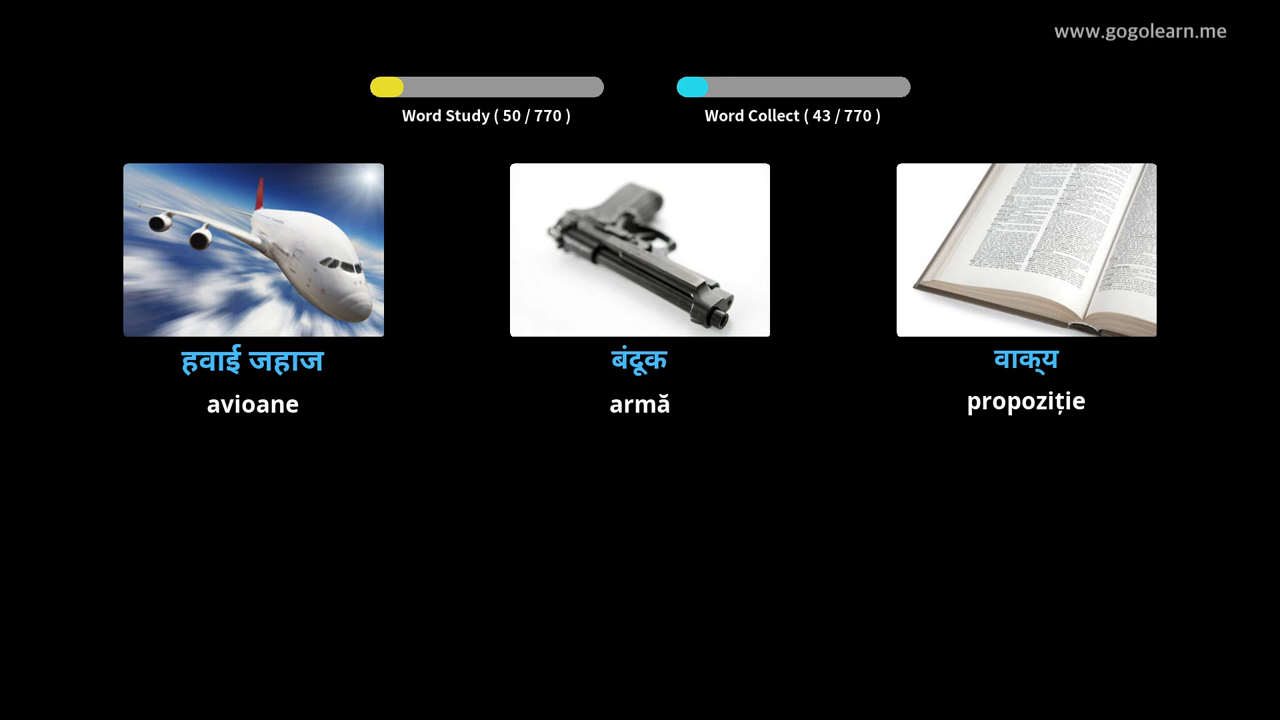 www.gogolearn.me
Word Study ( 50 / 770 )
Word Collect ( 43 / 770 )
हवाई जहाज
बंदूक
वाक्य
avioane
armă
propoziție